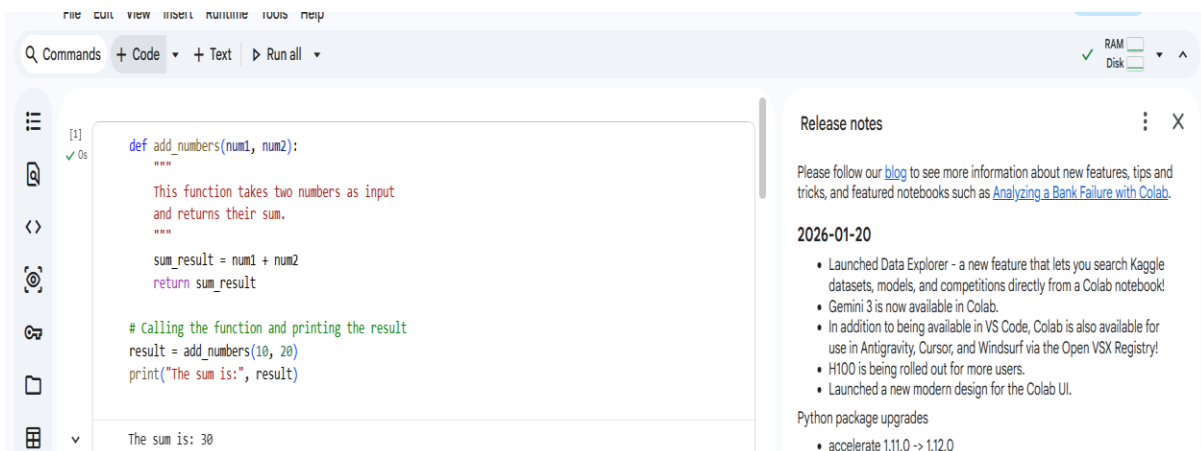 File Edit View Insert Runtime Tools Help
Commands + Code + Text Run all
RAM
Disk
[1]
0s
def add_numbers(num1, num2):
"""
This function takes two numbers as input
and returns their sum.
"""
sum_result = num1 + num2
return sum_result
# Calling the function and printing the result
result = add_numbers(10, 20)
print("The sum is:", result)
The sum is: 30
Release notes
Please follow our blog to see more information about new features, tips and
tricks, and featured notebooks such as Analyzing a Bank Failure with Colab.
2026-01-20
• Launched Data Explorer - a new feature that lets you search Kaggle
datasets, models, and competitions directly from a Colab notebook!
• Gemini 3 is now available in Colab.
• In addition to being available in VS Code, Colab is also available for
use in Antigravity, Cursor, and Windsurf via the Open VSX Registry!
• H100 is being rolled out for more users.
• Launched a new modern design for the Colab UI.
Python package upgrades
• accelerate 1.11.0 -> 1.12.0